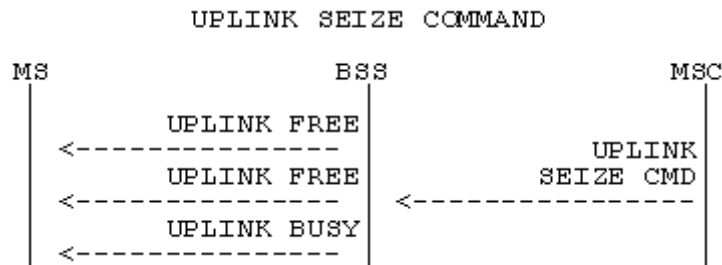 UPLINK SEIZE COMMAND
MS BSS MSC
UPLINK FREE
UPLINK
UPLINK FREE SEIZE CMD
UPLINK BUSY